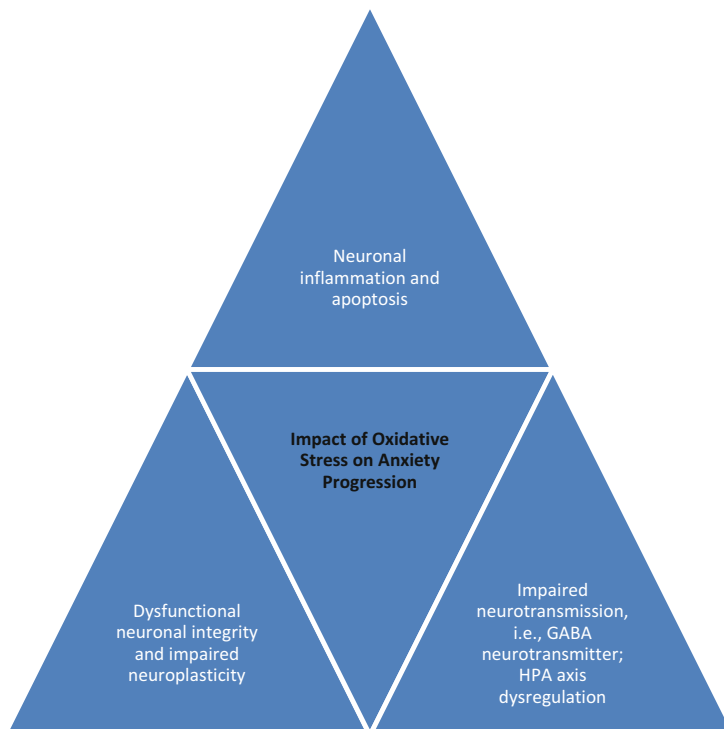 Neuronal
inflammation and
apoptosis
Impact of Oxidative
Stress on Anxiety
Progression
Dysfunctional
neuronal integrity
and impaired
neuroplasticity
Impaired
neurotransmission,
i.e., GABA
neurotransmitter;
HPA axis
dysregulation